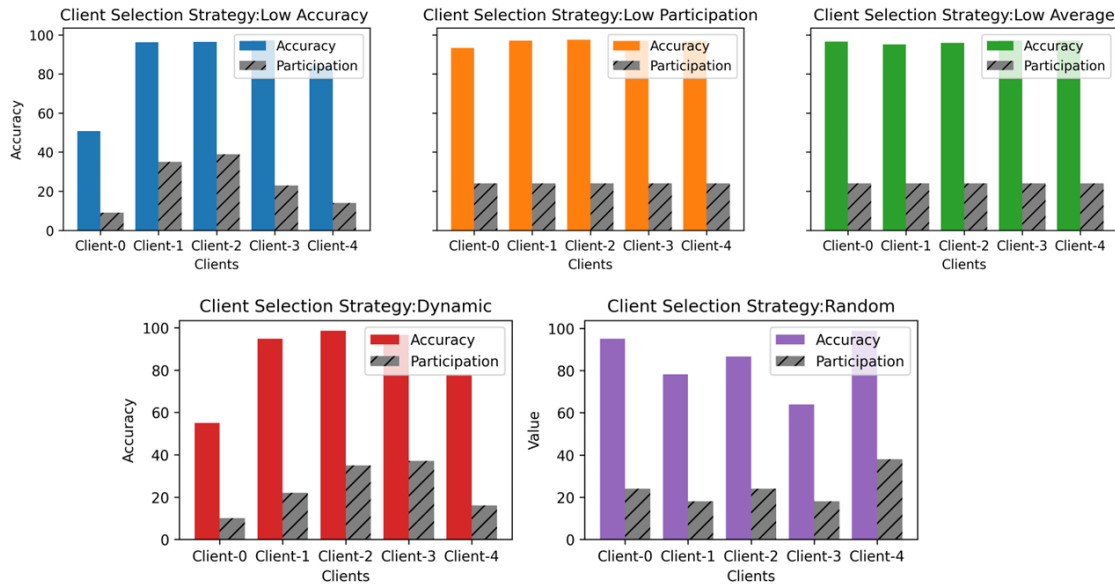 Client Selection Strategy:Low Accuracy
100
80
60
40
20
0
Accuracy
Accuracy
Participation
Client-0 Client-1 Client-2 Client-3 Client-4
Clients
Client Selection Strategy:Low Participation
Accuracy
Participation
Client-0 Client-1 Client-2 Client-3 Client-4
Clients
Client Selection Strategy:Low Average
Accuracy
Participation
Client-0 Client-1 Client-2 Client-3 Client-4
Clients
Client Selection Strategy:Dynamic
100
80
60
40
20
0
Accuracy
Accuracy
Participation
Client-0 Client-1 Client-2 Client-3 Client-4
Clients
Client Selection Strategy:Random
100
80
60
40
20
0
Value
Accuracy
Participation
Client-0 Client-1 Client-2 Client-3 Client-4
Clients